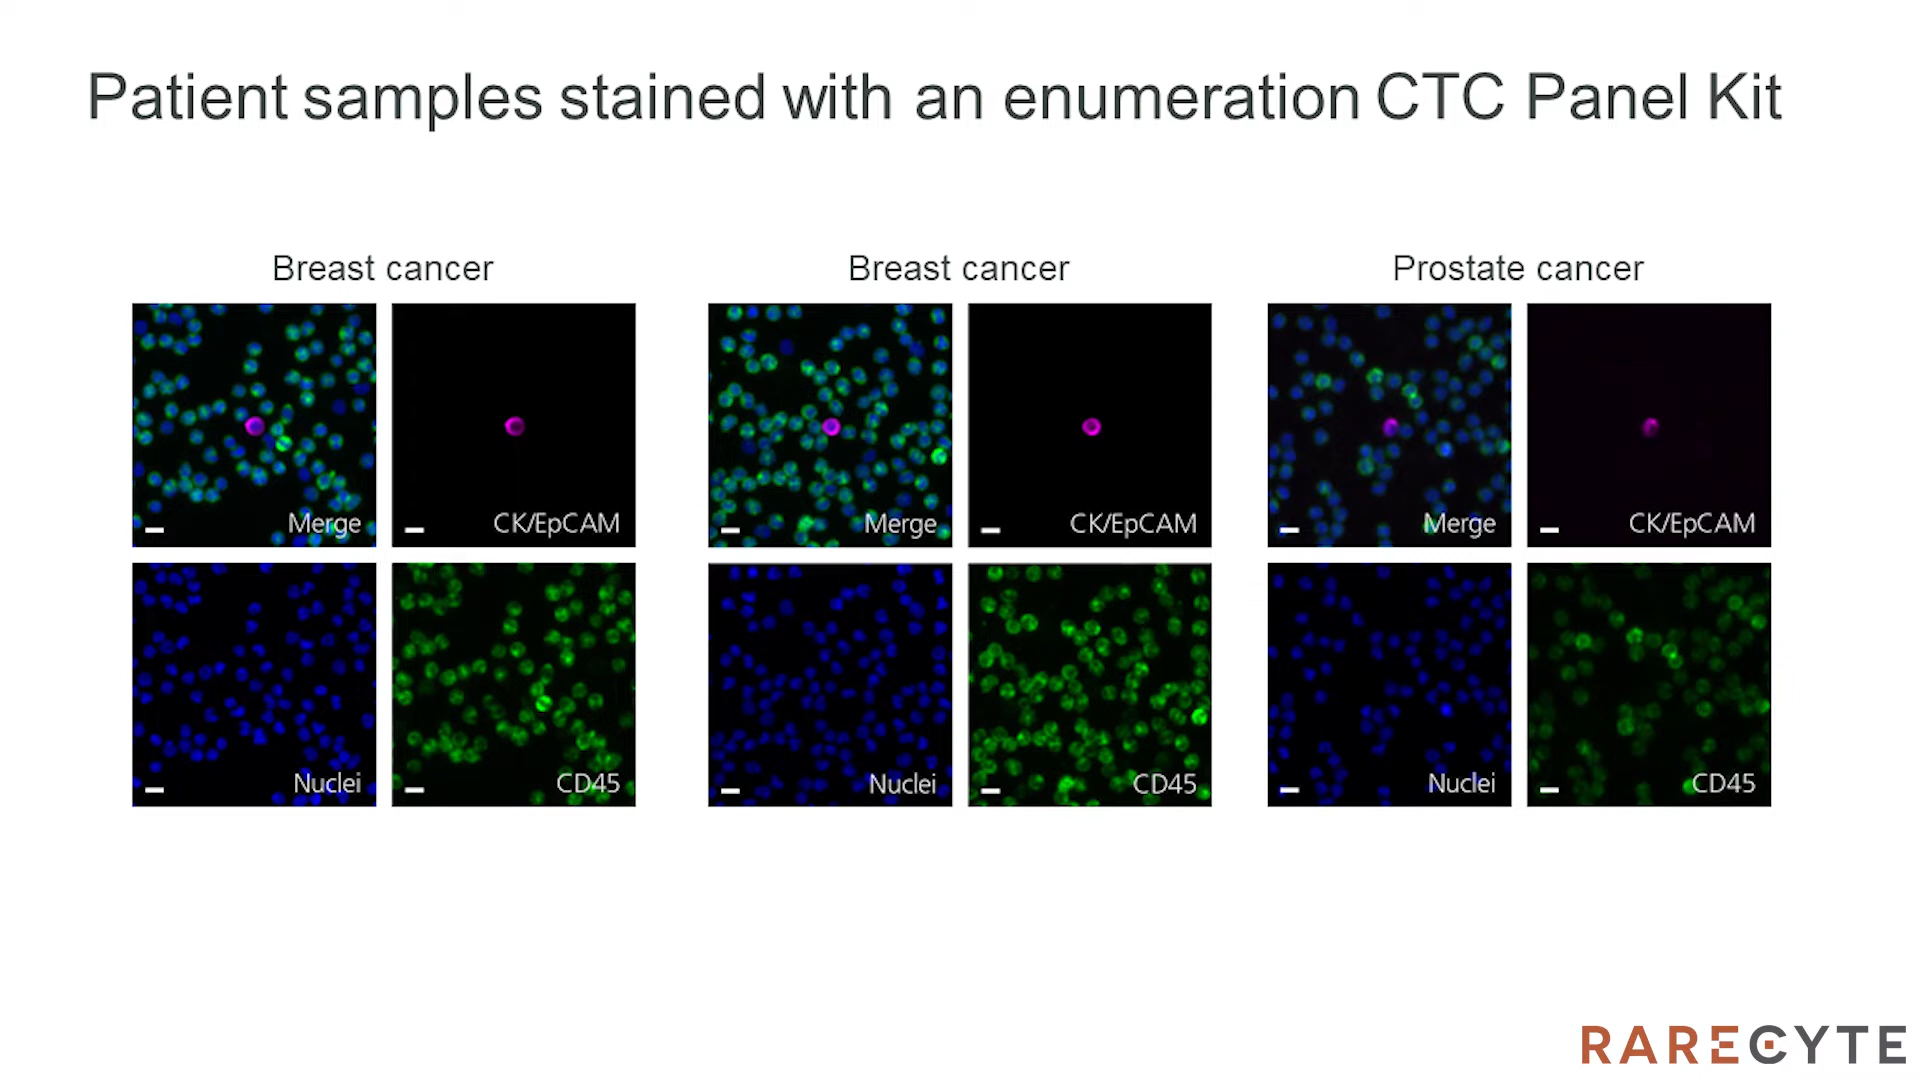 Patient samples stained with an enumeration CTC Panel Kit
Breast cancer
Merge
CK/EpCAM
Nuclei
CD45
Breast cancer
Merge
CK/EpCAM
Nuclei
CD45
Prostate cancer
Merge
CK/EpCAM
Nuclei
CD45
RARECYTE